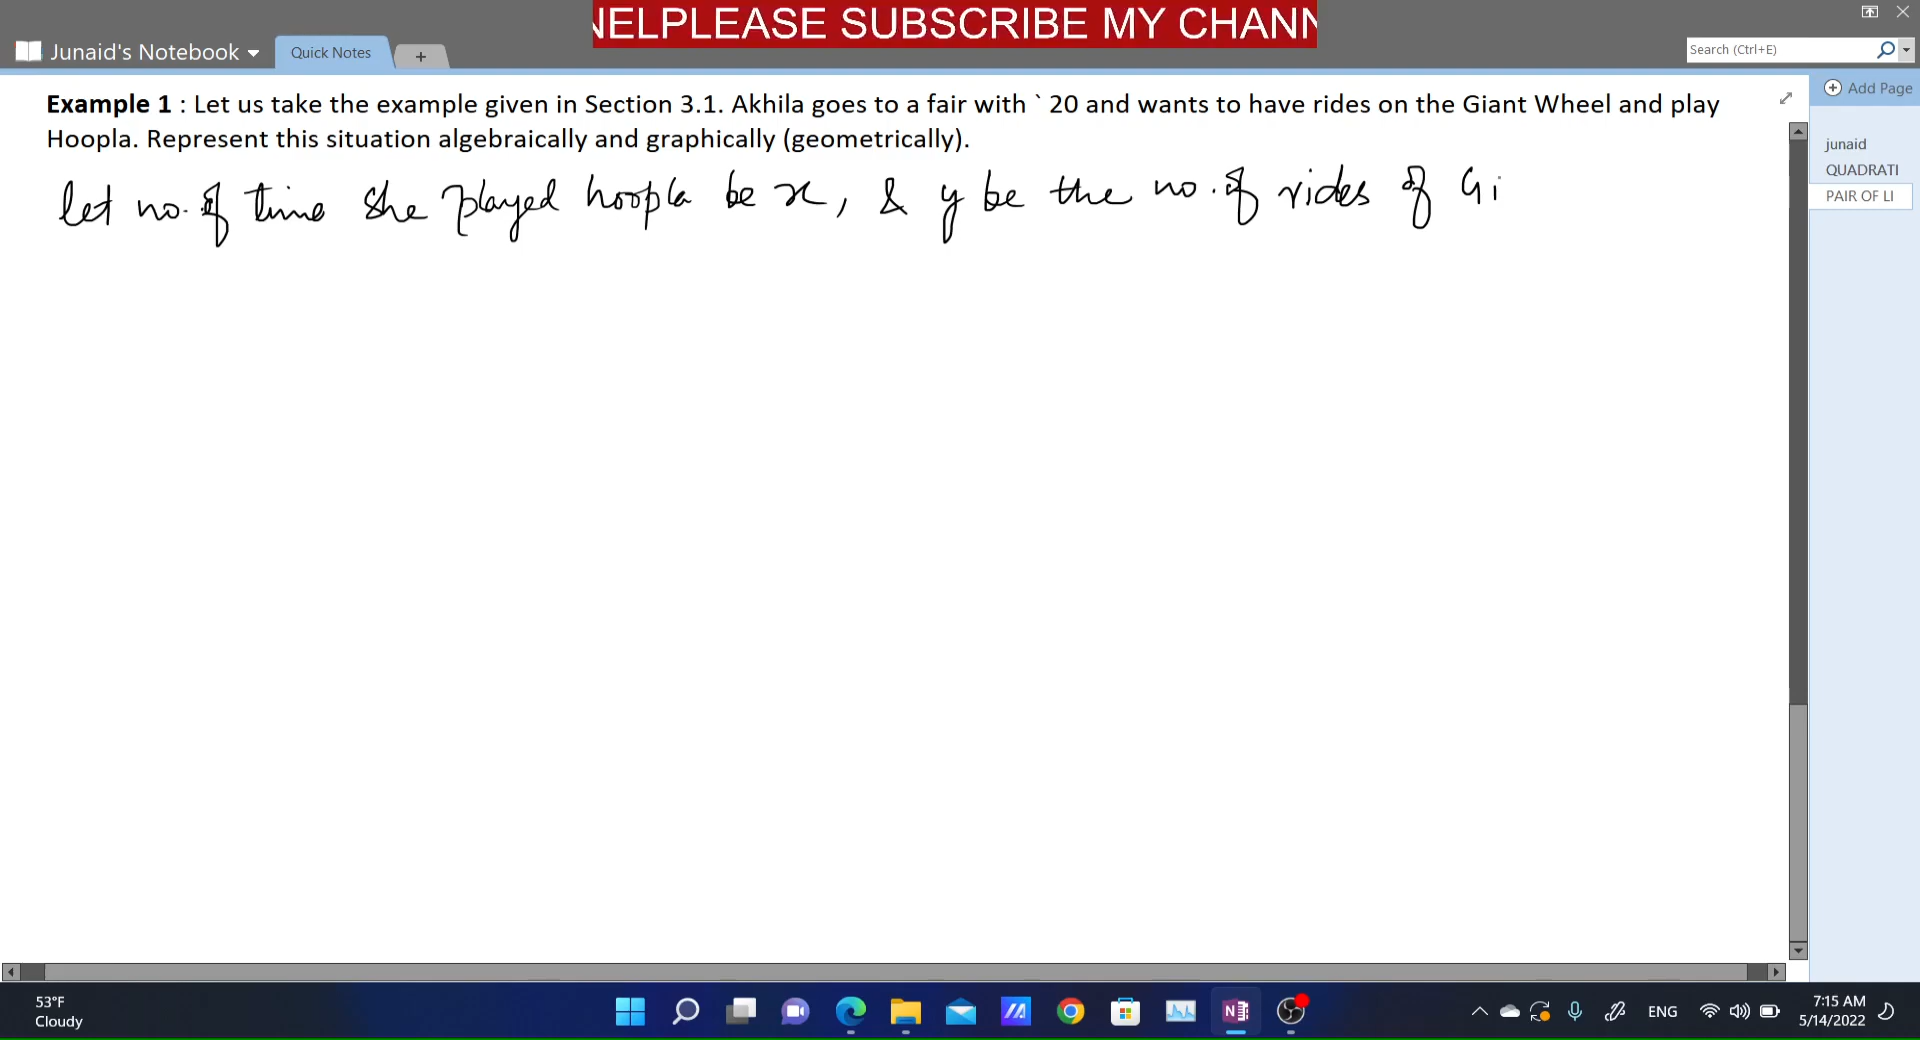 NELPLEASE SUBSCRIBE MY CHANN
Junaid's Notebook
Quick Notes
+
Search (Ctrl+E)
Example 1 : Let us take the example given in Section 3.1. Akhila goes to a fair with ` 20 and wants to have rides on the Giant Wheel and play
Hoopla. Represent this situation algebraically and graphically (geometrically).
let no. of time she played hoopla be x, & y be the no. of rides of Gi
Add Page
junaid
QUADRATI
PAIR OF LI
53°F
Cloudy
N
ENG
7:15 AM
5/14/2022